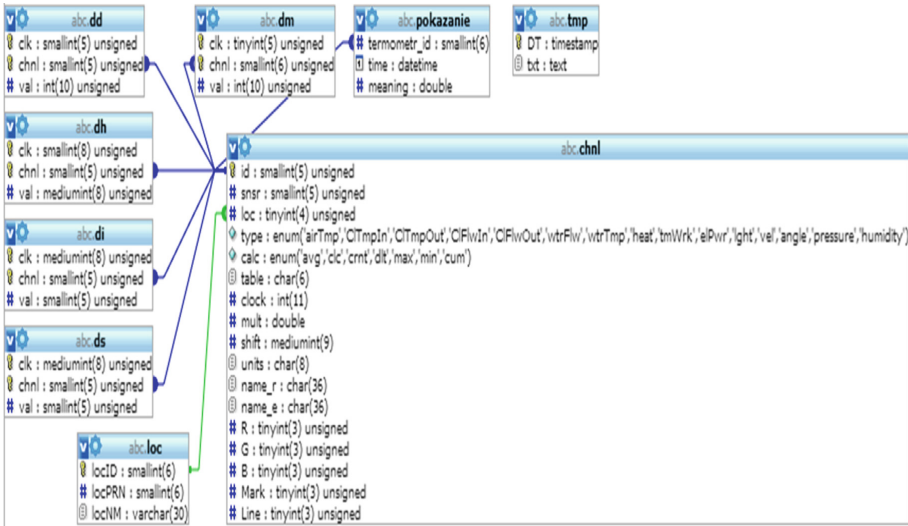 abc.dd
clk : smallint(5) unsigned
chnl : smallint(5) unsigned
val : int(10) unsigned
abc.dm
clk : tinyint(5) unsigned
chnl : smallint(6) unsigned
val : int(10) unsigned
abc.pokazanie
termometr_id : smallint(6)
time : datetime
meaning : double
abc.tmp
DT : timestamp
txt : text
abc.dh
clk : smallint(8) unsigned
chnl : smallint(5) unsigned
val : mediumint(8) unsigned
abc.di
clk : mediumint(8) unsigned
chnl : smallint(5) unsigned
val : smallint(5) unsigned
abc.ds
clk : mediumint(8) unsigned
chnl : smallint(5) unsigned
val : smallint(5) unsigned
abc.loc
locID : smallint(6)
locPRN : smallint(6)
locNM : varchar(30)
abc.chnl
id : smallint(5) unsigned
snsr : smallint(5) unsigned
loc : tinyint(4) unsigned
type : enum('airTmp','ClTmpIn','ClTmpOut','ClFlwIn','ClFlwOut','wtrFlw','wtrTmp','heat','tmWrk','elPwr','lght','vel','angle','pressure','humidity')
calc : enum('avg','clc','crnt','dlt','max','min','cum')
table : char(6)
clock : int(11)
mult : double
shift : mediumint(9)
units : char(8)
name_r : char(36)
name_e : char(36)
R : tinyint(3) unsigned
G : tinyint(3) unsigned
B : tinyint(3) unsigned
Mark : tinyint(3) unsigned
Line : tinyint(3) unsigned